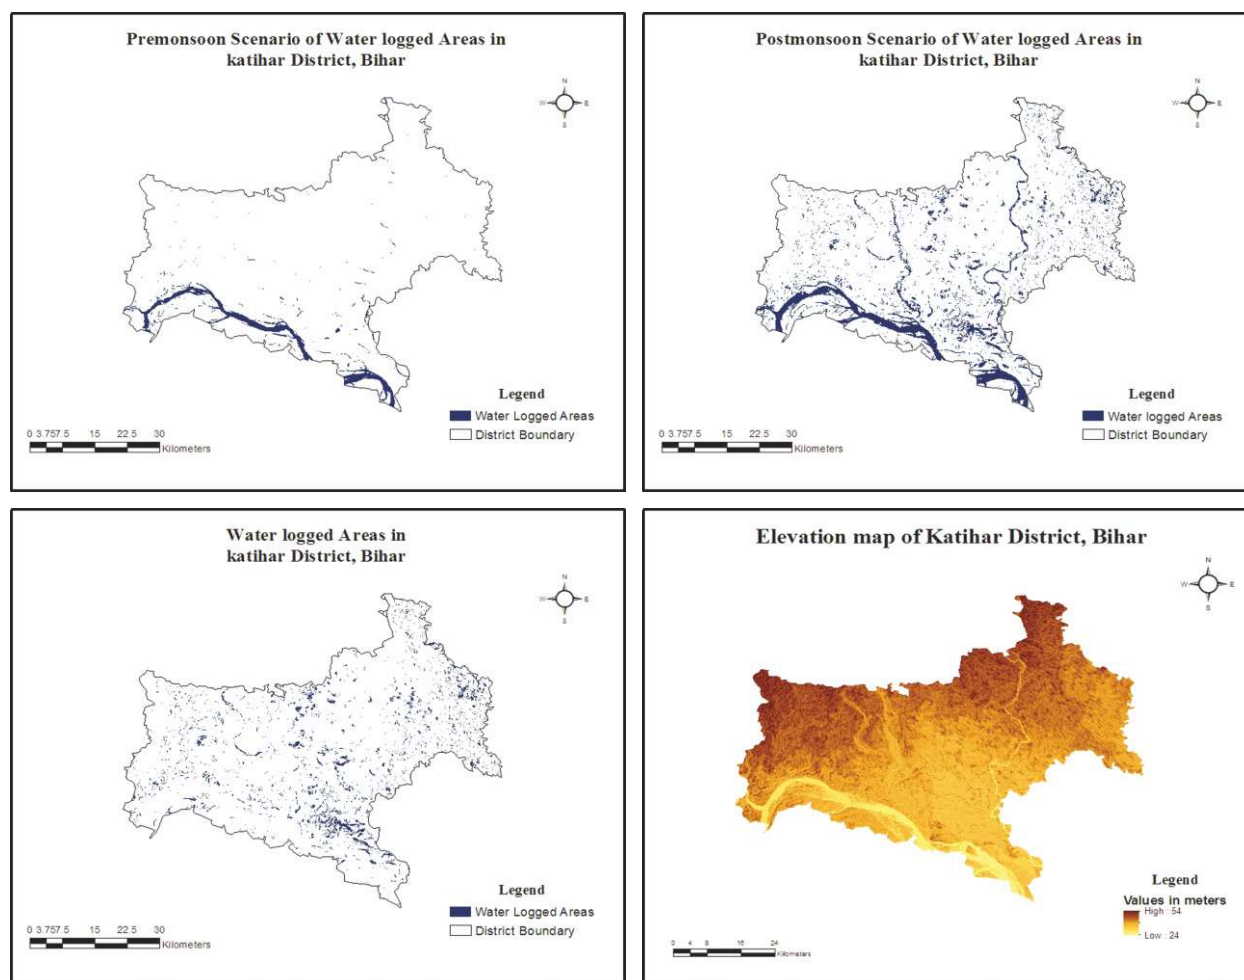 Premonsoon Scenario of Water logged Areas in
katihar District, Bihar
N
W E
S
Legend
Water Logged Areas
District Boundary
0 3.757.5 15 22.5 30
Kilometers
Postmonsoon Scenario of Water logged Areas in
katihar District, Bihar
N
W E
S
Legend
Water logged Areas
District Boundary
0 3.757.5 15 22.5 30
Kilometers
Water logged Areas in
katihar District, Bihar
N
W E
S
Legend
Water Logged Areas
District Boundary
0 3.757.5 15 22.5 30
Kilometers
Elevation map of Katihar District, Bihar
N
W E
S
Legend
Values in meters
High : 54
Low : 24
0 4 8 16 24
Kilometers